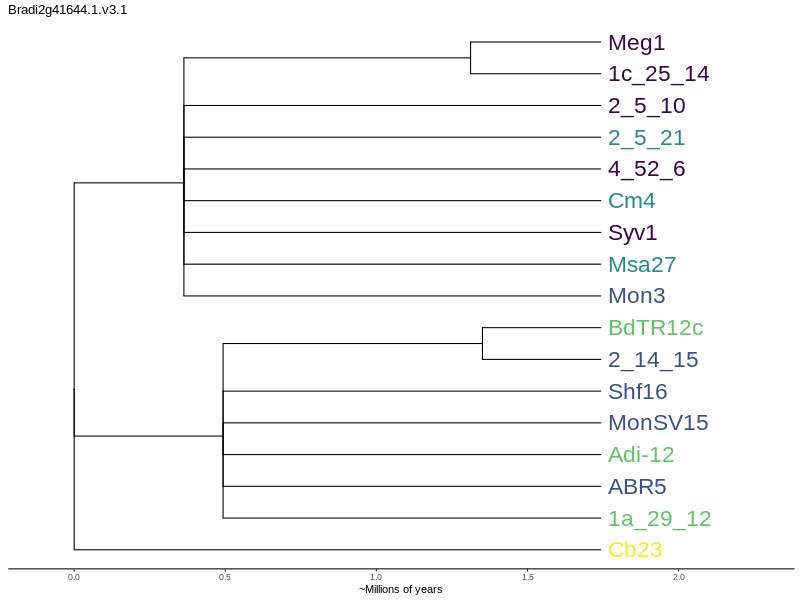 Bradi2g41644.1.v3.1
Meg1
1c_25_14
2_5_10
2_5_21
4_52_6
Cm4
Syv1
Msa27
Mon3
BdTR12c
2_14_15
Shf16
MonSV15
Adi-12
ABR5
1a_29_12
Cb23
0.0 0.5 1.0 1.5 2.0
~Millions of years